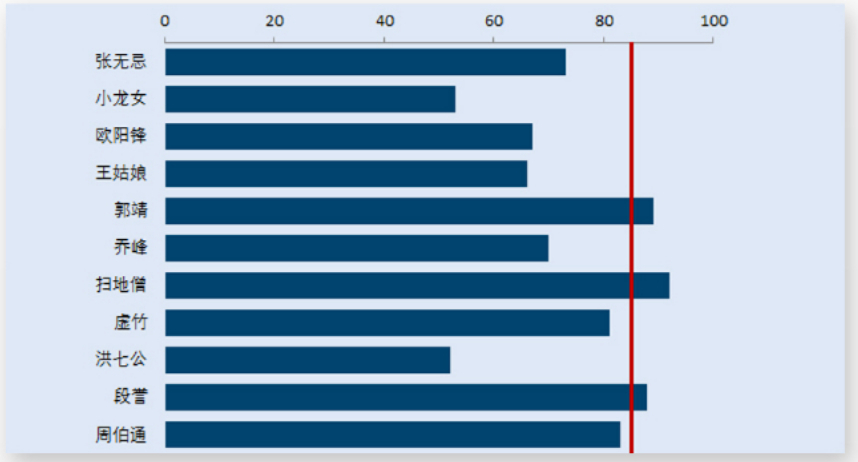 0 20 40 60 80 100
张无忌
小龙女
欧阳锋
王姑娘
郭靖
乔峰
扫地僧
虚竹
洪七公
段誉
周伯通